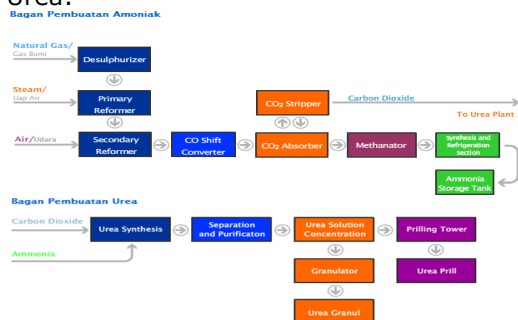 urea.
Bagan Pembuatan Amoniak
Natural Gas/
Gas Bumi
Desulphurizer
Steam/
Uap Air
Primary
Reformer
CO₂ Stripper
Carbon Dioxide
To Urea Plant
Air/Udara
Secondary
Reformer
CO Shift
Converter
CO₂ Absorber
Methanator
Synthesis and
Refrigeration
Section
Ammonia
Storage Tank
Bagan Pembuatan Urea
Carbon Dioxide
Urea Synthesis
Separation
and Purificaton
Urea Solution
Concentration
Prilling Tower
Ammonia
Granulator
Urea Prill
Urea Granul